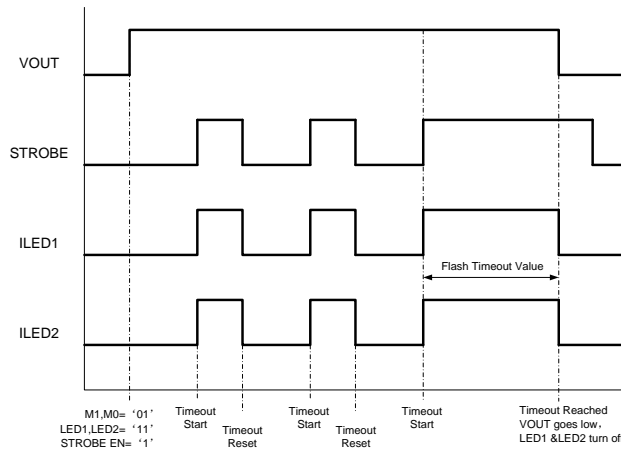 VOUT
STROBE
ILED1
Flash Timeout Value
ILED2
M1,M0= ‘01’
LED1,LED2= ‘11’
STROBE EN= ‘1’
Timeout
Start
Timeout
Reset
Timeout
Start
Timeout
Reset
Timeout
Start
Timeout Reached
VOUT goes low,
LED1 &LED2 turn of